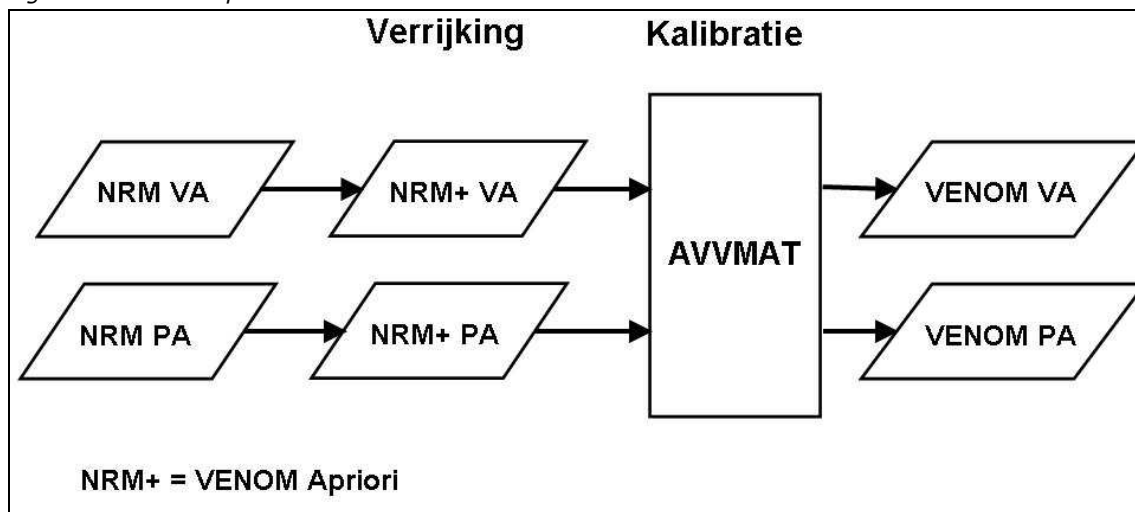 Verrijking Kalibratie
NRM VA NRM+ VA VENOM VA
AVVMAT
NRM PA NRM+ PA VENOM PA
NRM+ = VENOM Apriori